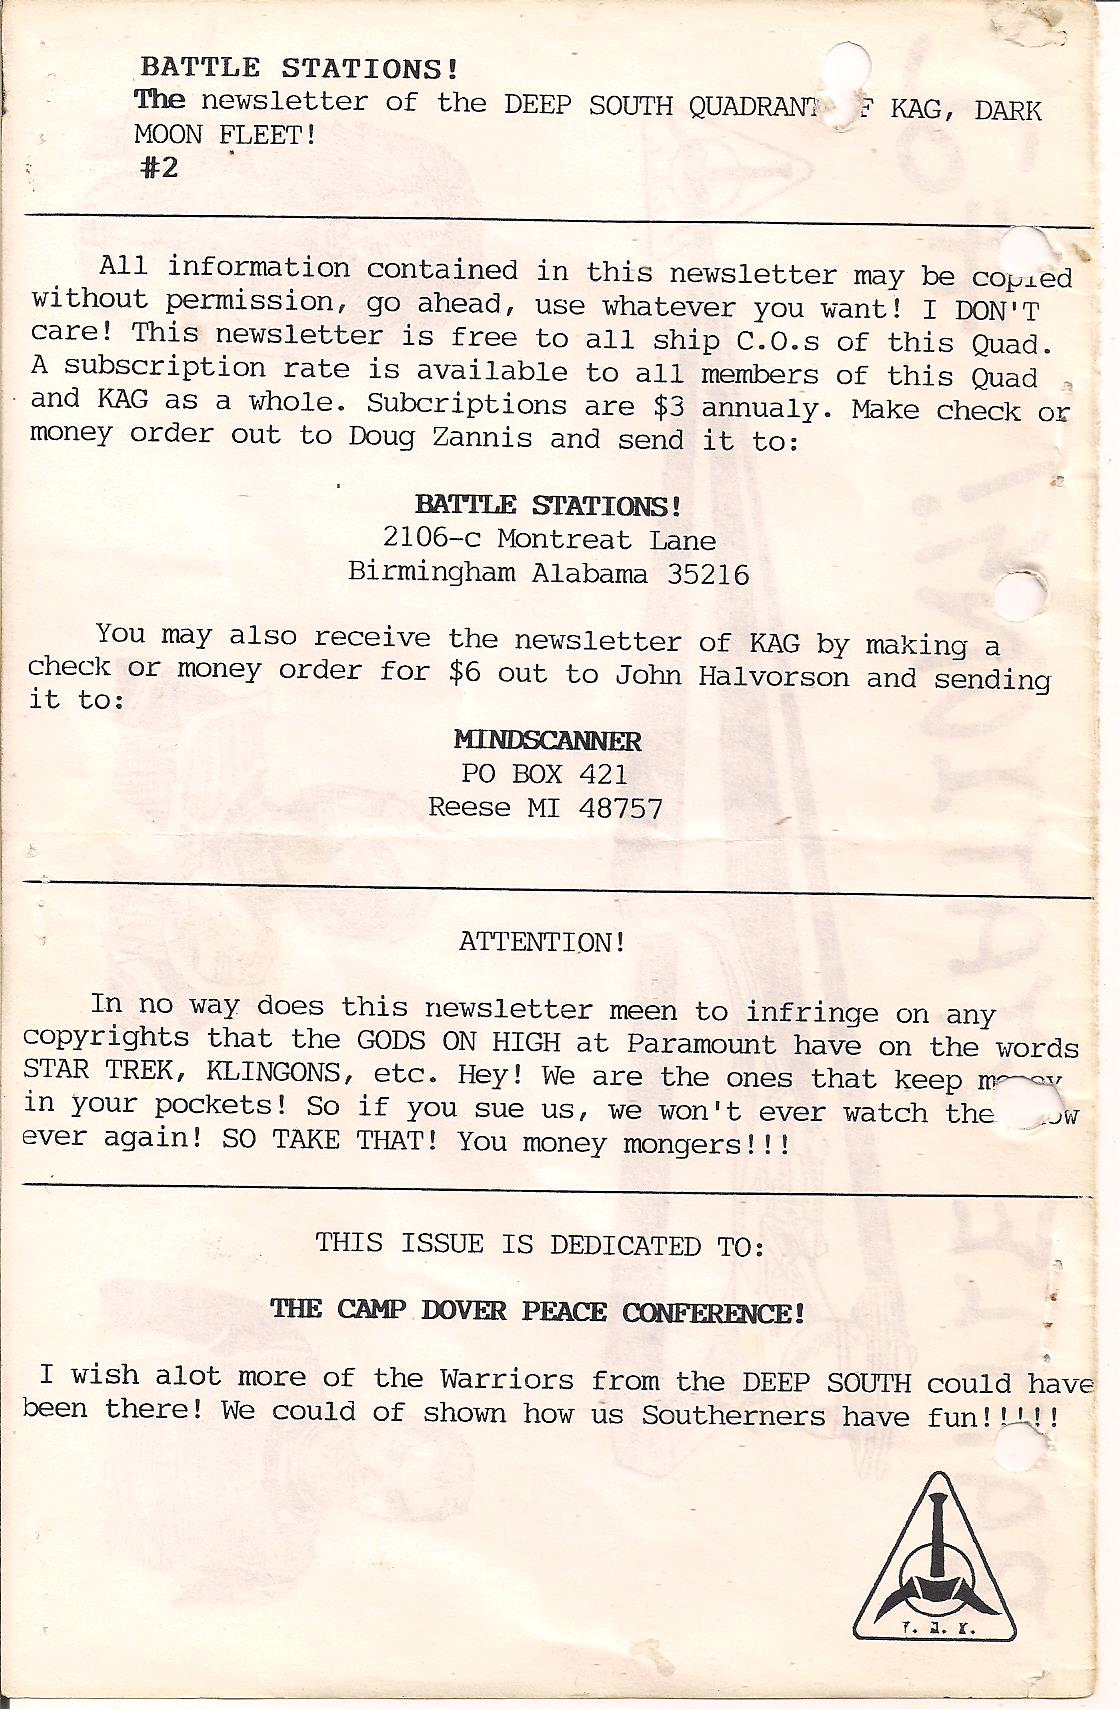 BATTLE STATIONS!
The newsletter of the DEEP SOUTH QUADRANT KAG, DARK
MOON FLEET!
#2
All information contained in this newsletter may be copied
without permission, go ahead, use whatever you want! I DON'T
care! This newsletter is free to all ship C.O.s of this Quad.
A subscription rate is available to all members of this Quad
and KAG as a whole. Subcriptions are $3 annualy. Make check or
money order out to Doug Zannis and send it to:
BATTLE STATIONS!
2106-c Montreat Lane
Birmingham Alabama 35216
You may also receive the newsletter of KAG by making a
check or money order for $6 out to John Halvorson and sending
it to:
MINDSCANNER
PO BOX 421
Reese MI 48757
ATTENTION!
In no way does this newsletter meen to infringe on any
copyrights that the GODS ON HIGH at Paramount have on the words
STAR TREK, KLINGONS, etc. Hey! We are the ones that keep money
in your pockets! So if you sue us, we won't ever watch the
ever again! SO TAKE THAT! You money mongers!!!
THIS ISSUE IS DEDICATED TO:
THE CAMP DOVER PEACE CONFERENCE!
I wish alot more of the Warriors from the DEEP SOUTH could have
been there! We could of shown how us Southerners have fun!!!!!